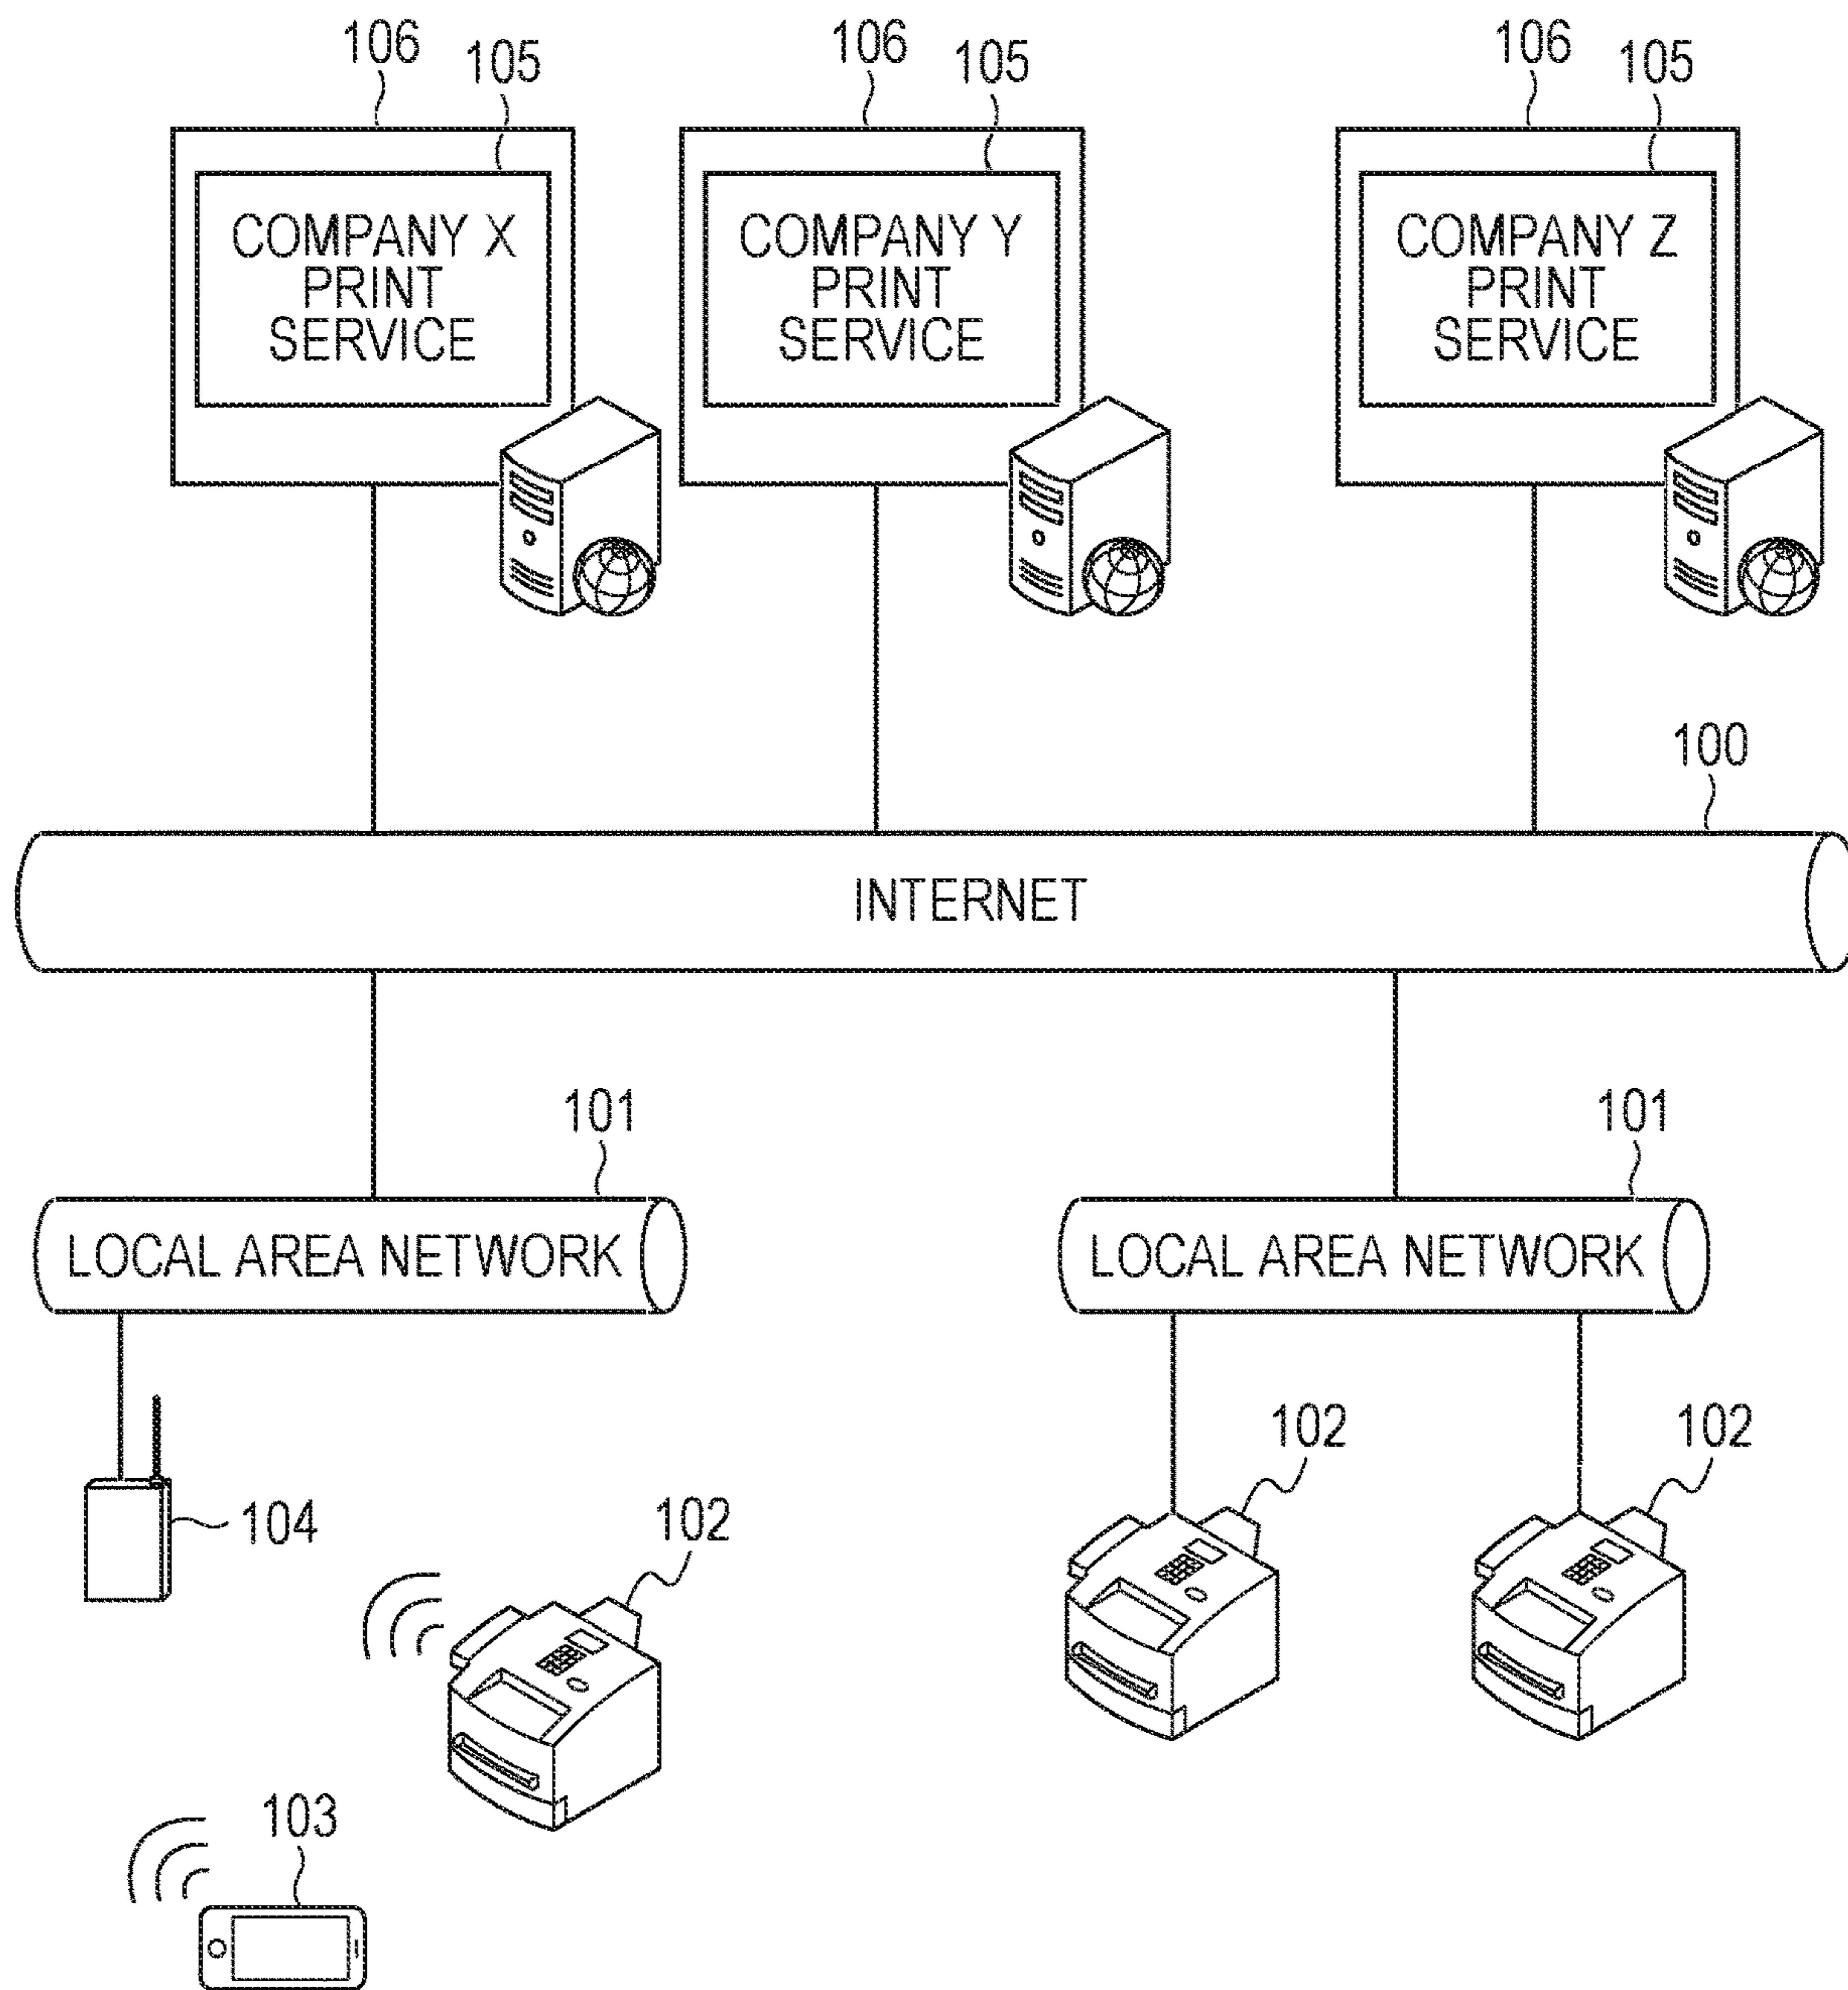 106
105
106
105
106
105
COMPANY X
PRINT
SERVICE
COMPANY Y
PRINT
SERVICE
COMPANY Z
PRINT
SERVICE
100
INTERNET
101
101
LOCAL AREA NETWORK
LOCAL AREA NETWORK
102
102
104
102
103